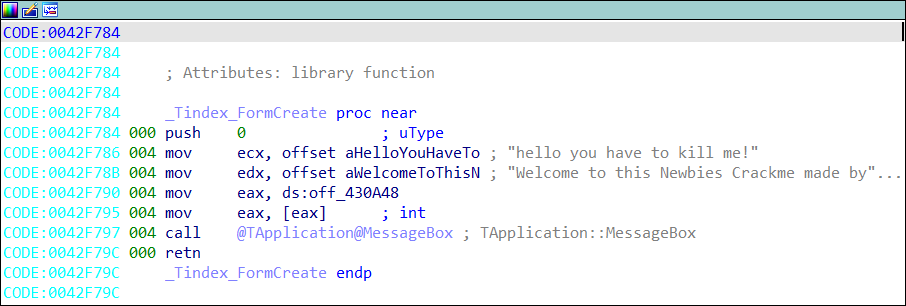 CODE:0042F784
CODE:0042F784
CODE:0042F784 ; Attributes: library function
CODE:0042F784
CODE:0042F784 _Tindex_FormCreate proc near
CODE:0042F784 000 push 0 ; uType
CODE:0042F786 004 mov ecx, offset aHelloYouHaveTo ; "hello you have to kill me!"
CODE:0042F78B 004 mov edx, offset aWelcomeToThisN ; "Welcome to this Newbies Crackme made by"...
CODE:0042F790 004 mov eax, ds:off_430A48
CODE:0042F795 004 mov eax, [eax] ; int
CODE:0042F797 004 call @TApplication@MessageBox ; TApplication::MessageBox
CODE:0042F79C 000 retn
CODE:0042F79C _Tindex_FormCreate endp
CODE:0042F79C